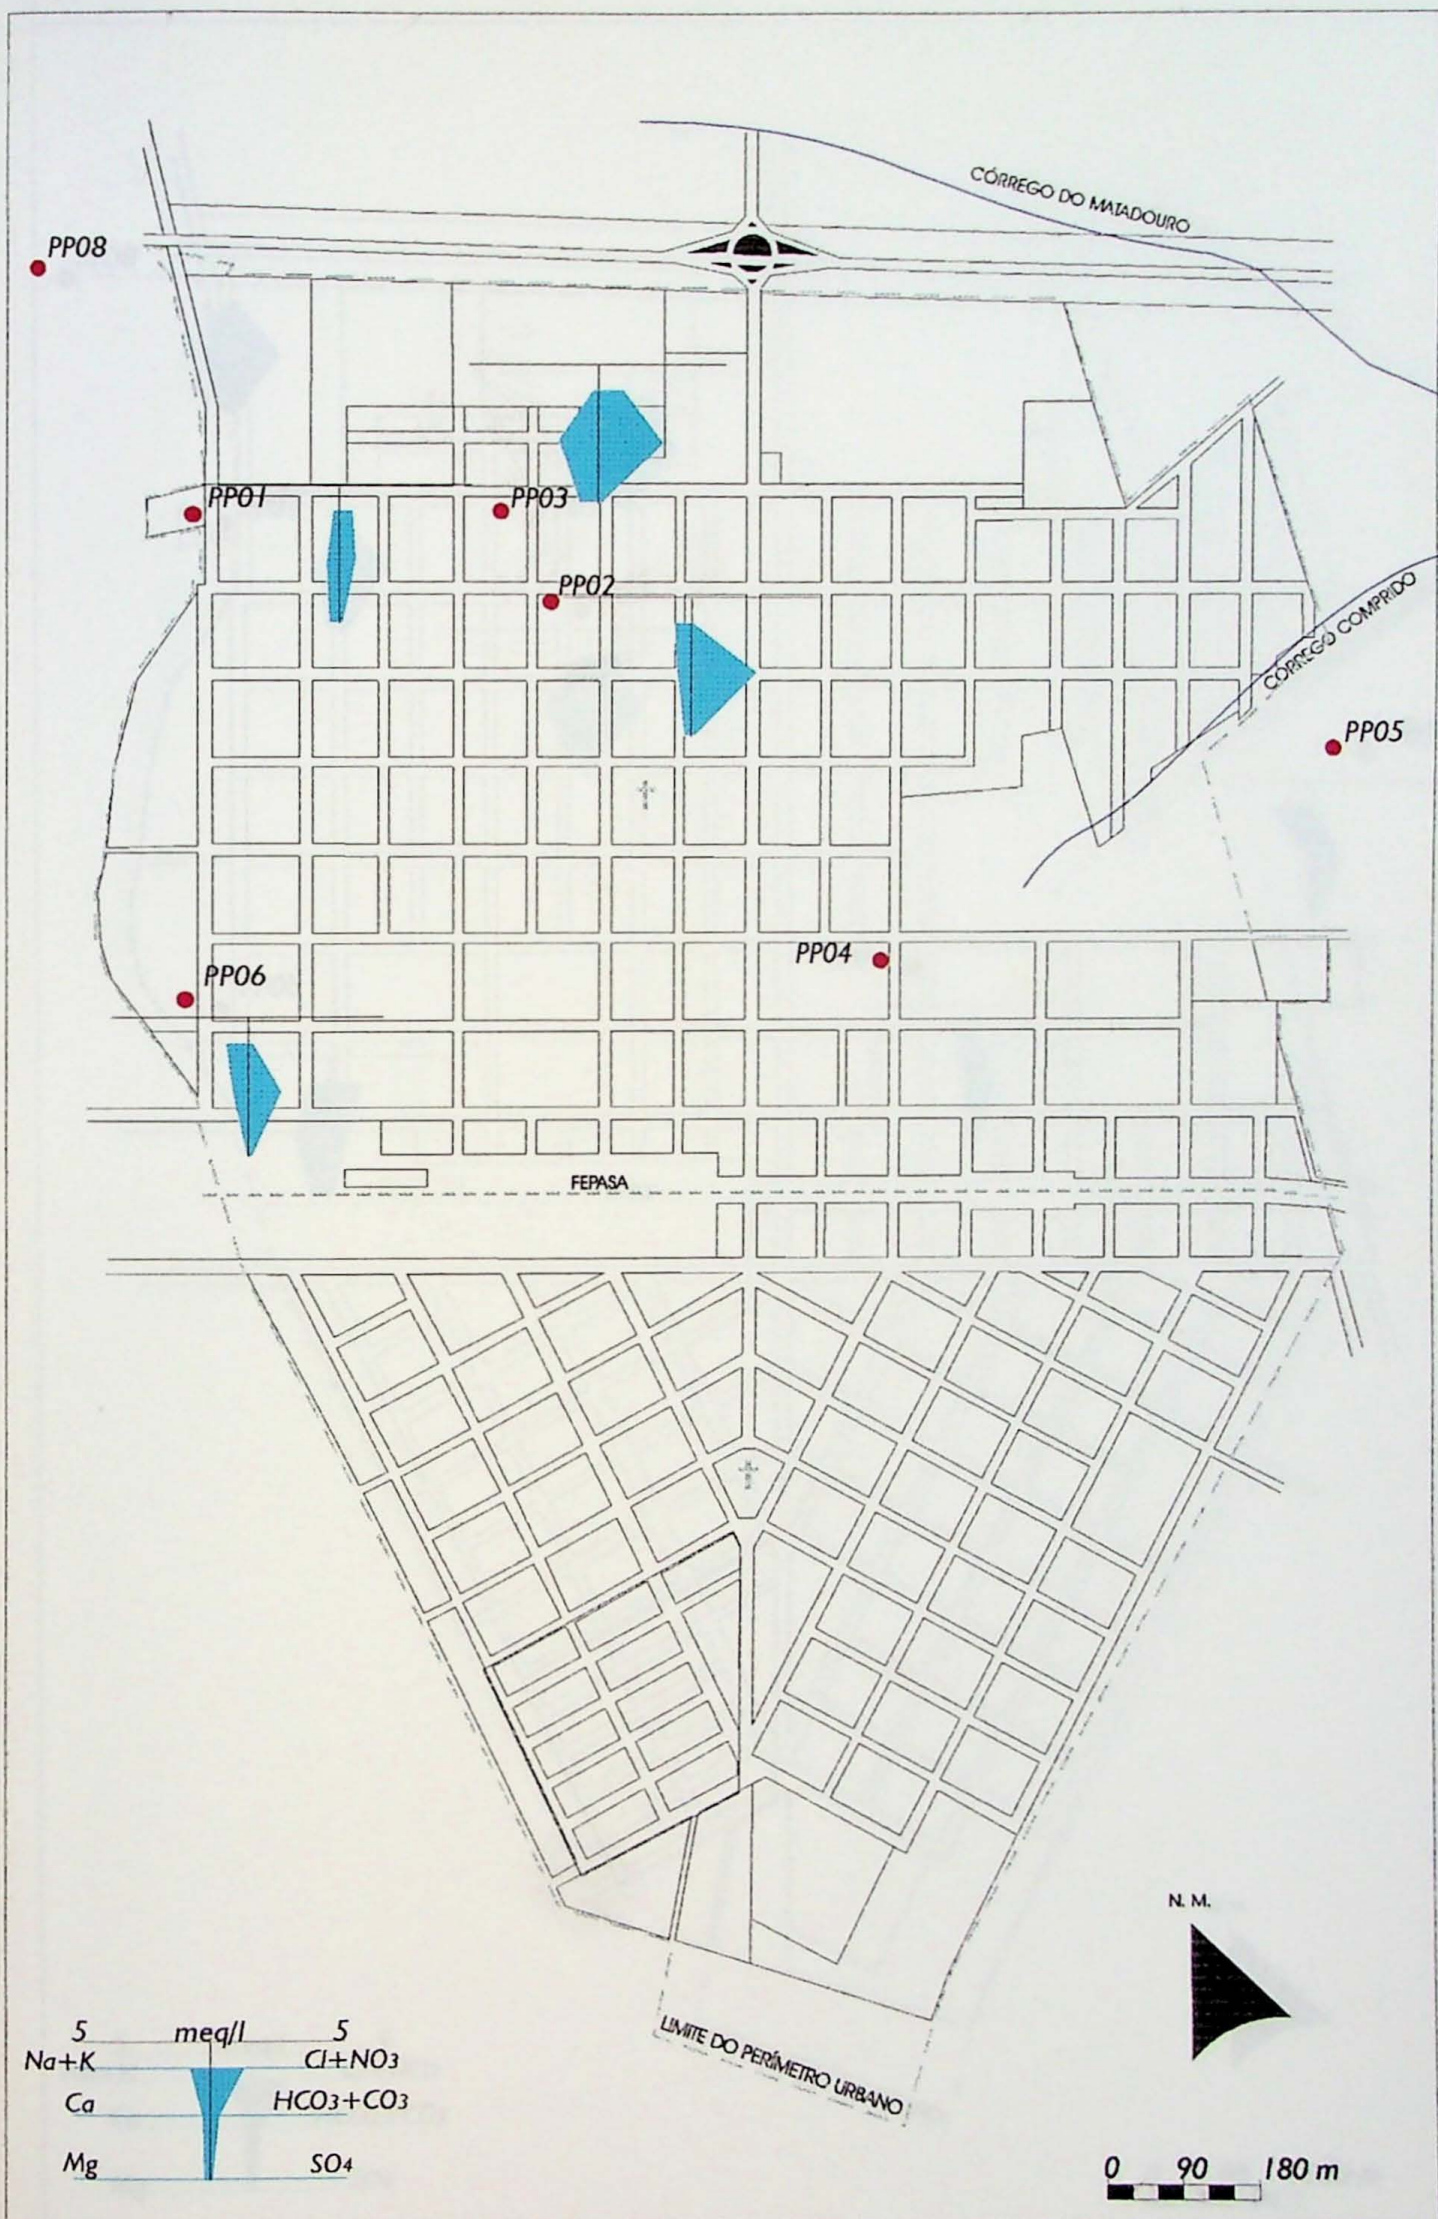 CÓRREGO DO MATADOURO
PP08
PP01
PP03
PP02
CÓRREGO COMPRIDO
PP05
PP04
PP06
FEPASA
N. M.
LIMITE DO PERÍMETRO URBANO
5 meq/l 5
Na+K Cl+NO3
Ca HCO3+CO3
Mg SO4
0 90 180 m